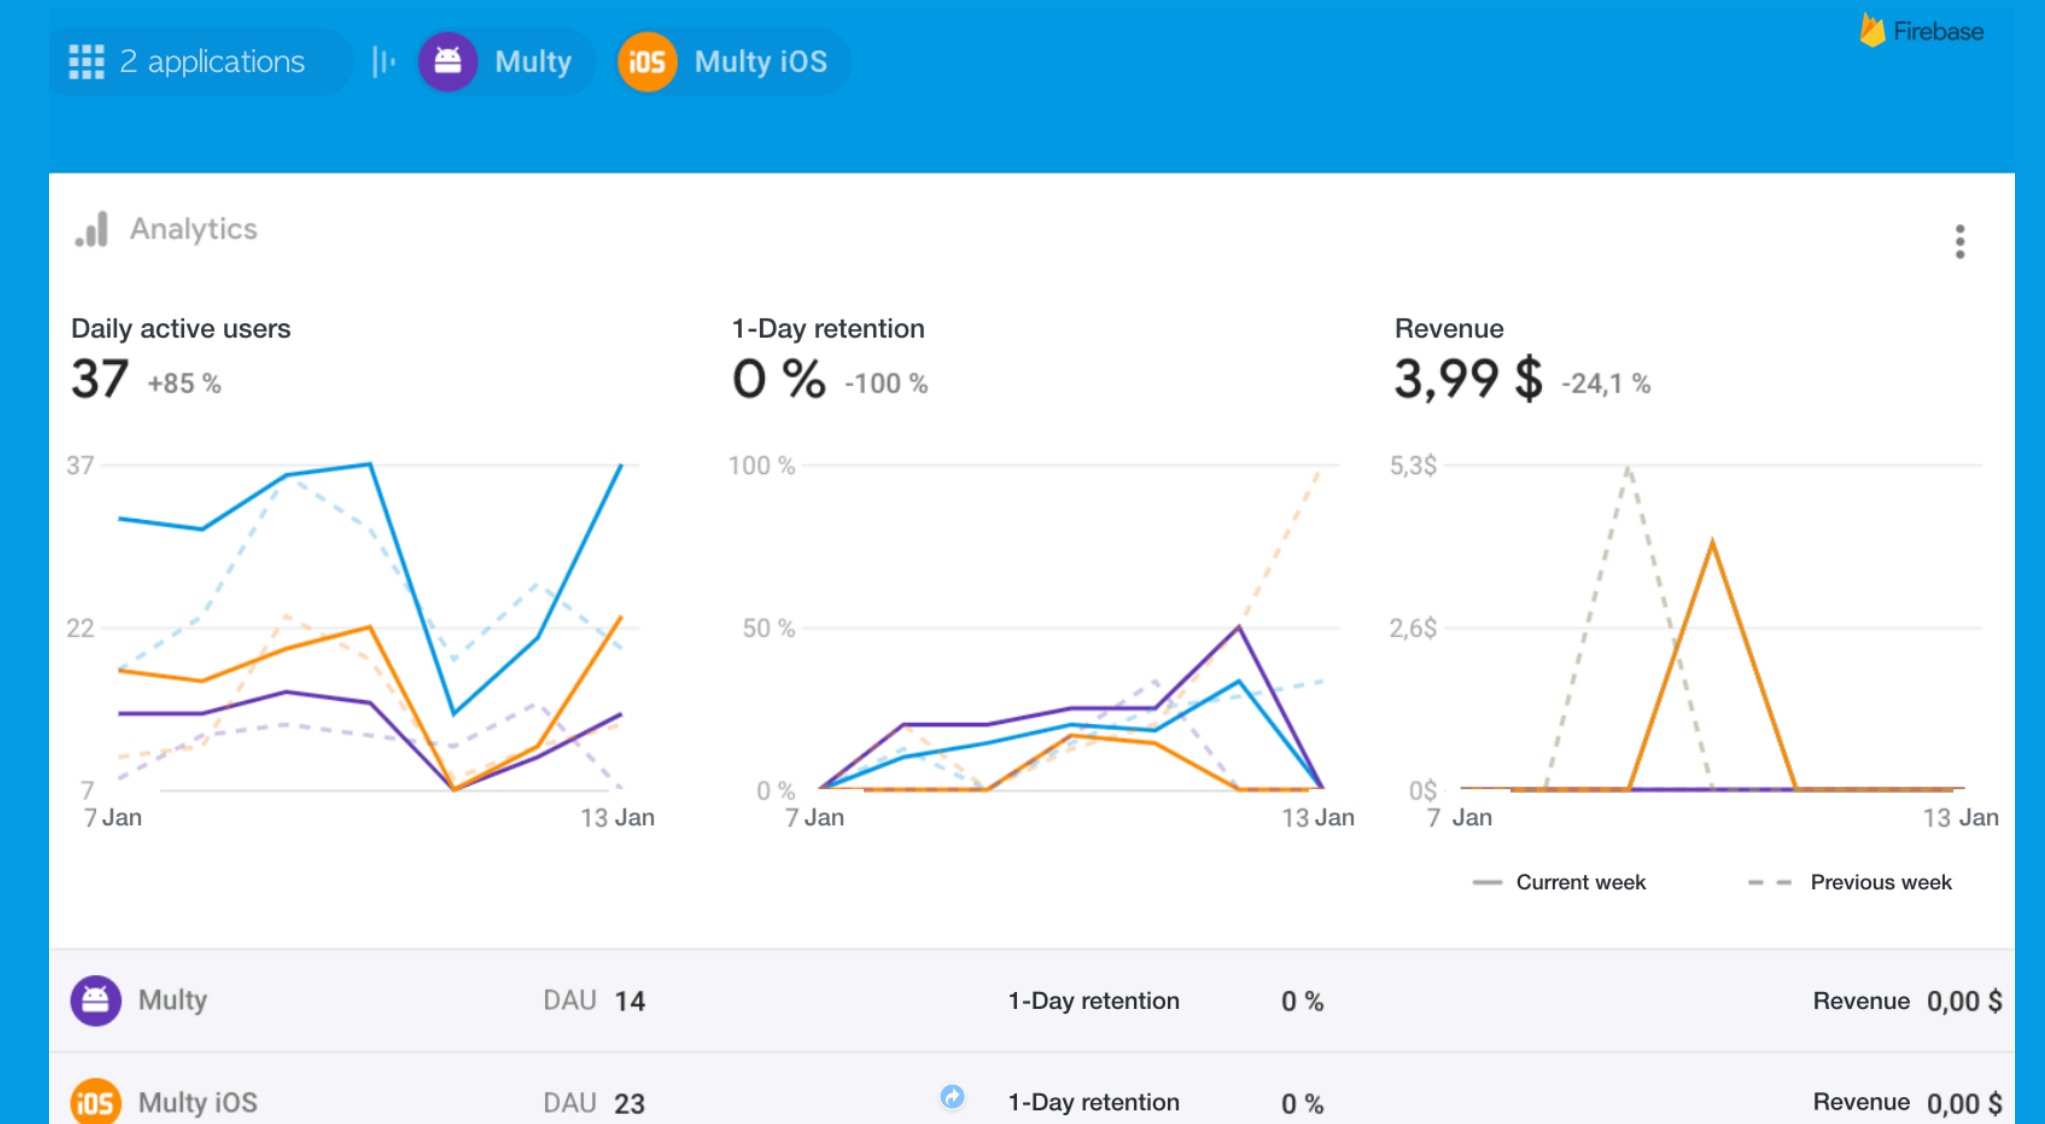 2 applications
Multy
iOS Multy iOS
Firebase
Analytics
Daily active users
37 +85 %
37
22
7
7 Jan 13 Jan
1-Day retention
0 % -100 %
100 %
50 %
0 %
7 Jan 13 Jan
Revenue
3,99 $ -24,1 %
5,3$
2,6$
0$
7 Jan 13 Jan
Current week Previous week
Multy DAU 14 1-Day retention 0 % Revenue 0,00 $
iOS Multy iOS DAU 23 1-Day retention 0 % Revenue 0,00 $